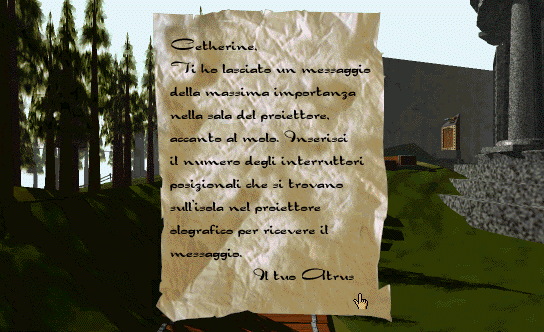 Catherine,
Ti ho lasciato un messaggio
della massima importanza
nella sala del proiettore,
accanto al molo. Inserisci
il numero degli interruttori
posizionali che si trovano
sull'isola nel proiettore
olografico per ricevere il
messaggio.
Il tuo Atrus